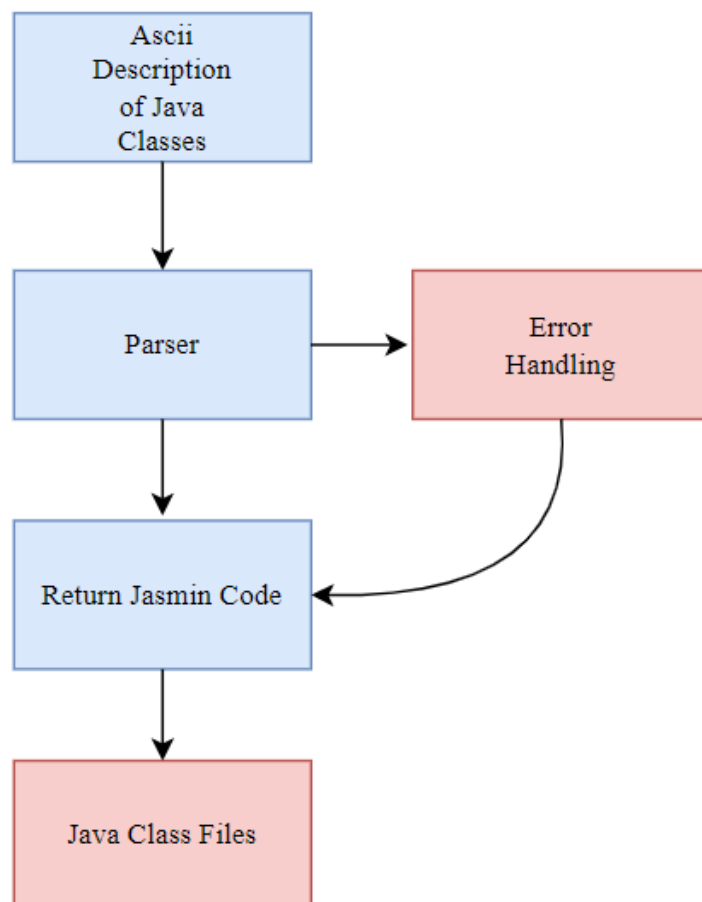 Ascii
Description
of Java
Classes
Parser
Error
Handling
Return Jasmin Code
Java Class Files